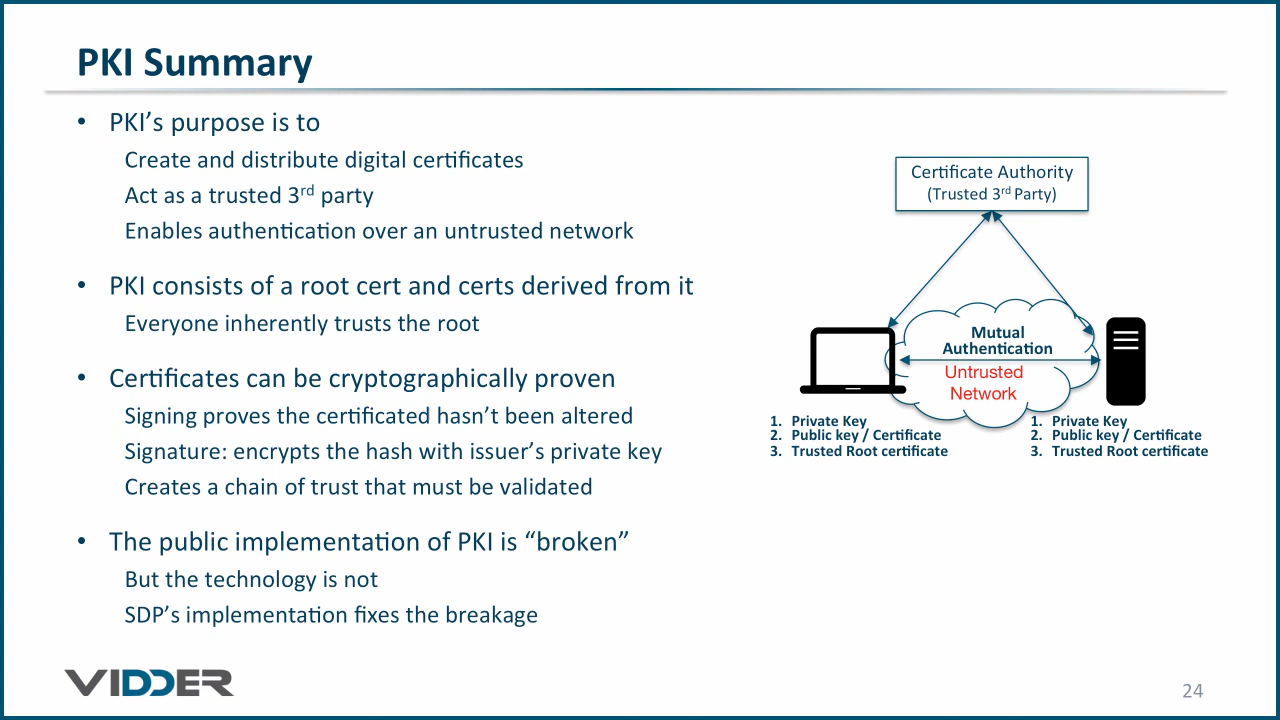 PKI Summary
• PKI’s purpose is to
Create and distribute digital certificates
Act as a trusted 3rd party
Enables authentication over an untrusted network
• PKI consists of a root cert and certs derived from it
Everyone inherently trusts the root
• Certificates can be cryptographically proven
Signing proves the certificated hasn’t been altered
Signature: encrypts the hash with issuer’s private key
Creates a chain of trust that must be validated
• The public implementation of PKI is “broken”
But the technology is not
SDP’s implementation fixes the breakage
Certificate Authority
(Trusted 3rd Party)
Mutual
Authentication
Untrusted
Network
1. Private Key
2. Public key / Certificate
3. Trusted Root certificate
1. Private Key
2. Public key / Certificate
3. Trusted Root certificate
VIDDER
24